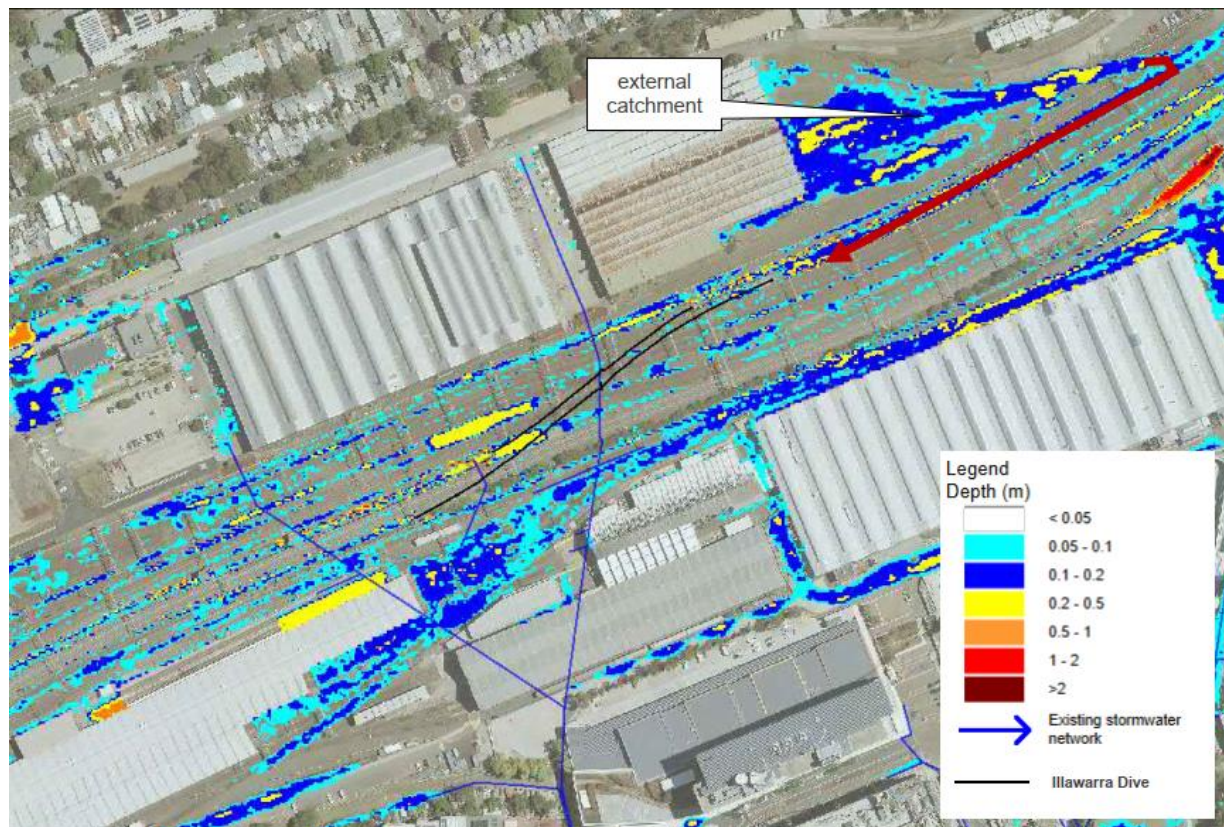 external
catchment
Legend
Depth (m)
< 0.05
0.05 - 0.1
0.1 - 0.2
0.2 - 0.5
0.5 - 1
1 - 2
>2
Existing stormwater
network
Illawarra Dive